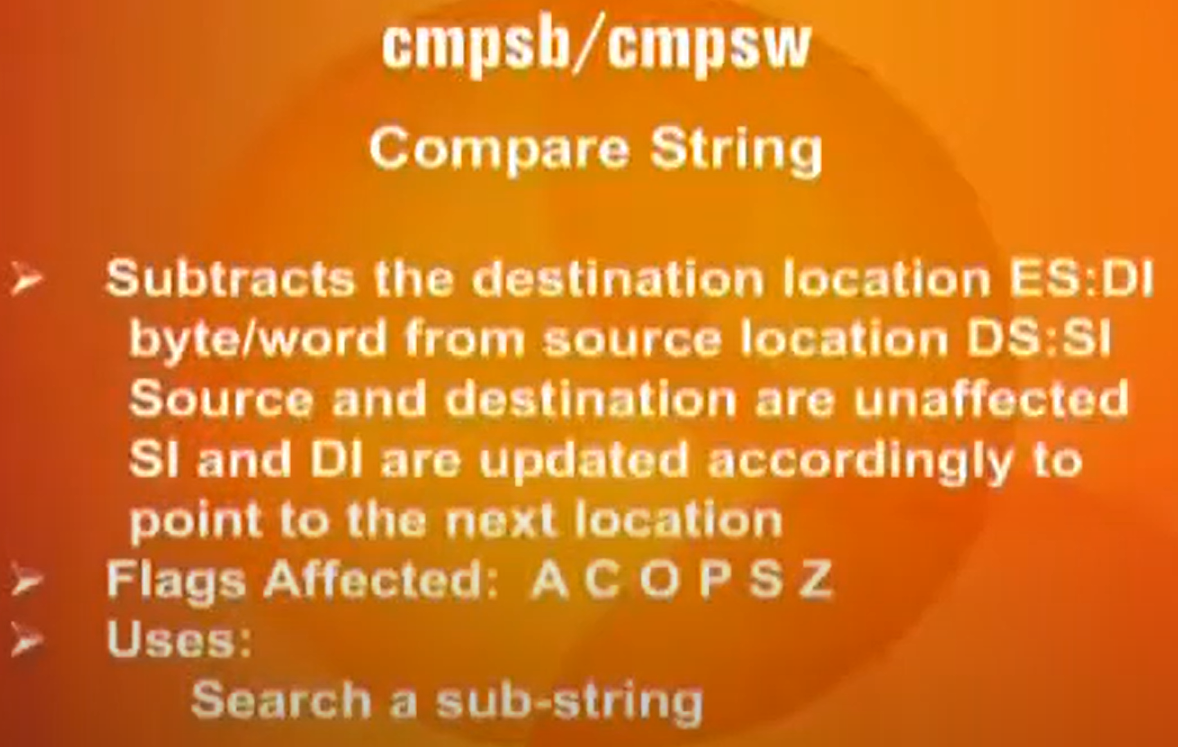 cmpsb/cmpsw
Compare String
➢ Subtracts the destination location ES:DI
byte/word from source location DS:SI
Source and destination are unaffected
SI and DI are updated accordingly to
point to the next location
➢ Flags Affected: A C O P S Z
➢ Uses:
Search a sub-string